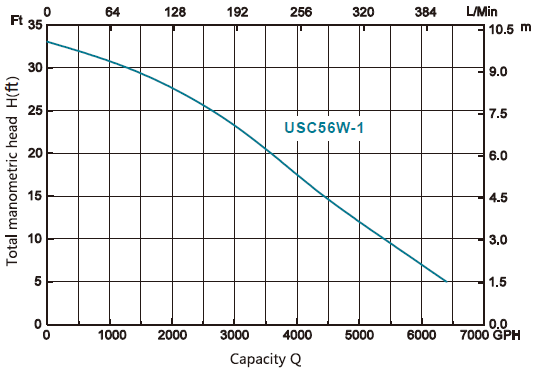 0 64 128 192 256 320 384 L/Min
Ft 35 10.5 m
30 9.0
25 7.5
USC56W-1
20 6.0
15 4.5
10 3.0
5 1.5
0 0.0
0 1000 2000 3000 4000 5000 6000 7000 GPH
Total manometric head H(ft)
Capacity Q